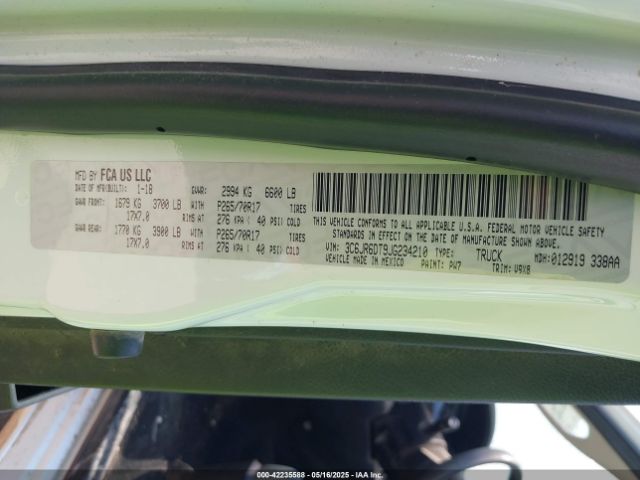 MFD BY FCA US LLC
DATE OF MFR(BUILT): 1-18 GVWR: 2994 KG 6600 LB
GAWR FRONT: 1679 KG 3700 LB WITH P265/70R17 TIRES
17X7.0 RIMS AT 276 KPA ( 40 PSI) COLD
GAWR REAR: 1770 KG 3900 LB WITH P265/70R17 TIRES
17X7.0 RIMS AT 276 KPA ( 40 PSI) COLD
THIS VEHICLE CONFORMS TO ALL APPLICABLE U.S.A. FEDERAL MOTOR VEHICLE SAFETY
STANDARDS IN EFFECT ON THE DATE OF MANUFACTURE SHOWN ABOVE.
VIN: 3C6JR6DT9JG234210 TYPE: TRUCK MDH: 012919 338AA
VEHICLE MADE IN MEXICO PAINT: PW7 TRIM: V9X8
000-42235588 - 05/16/2025 - IAAI.COM